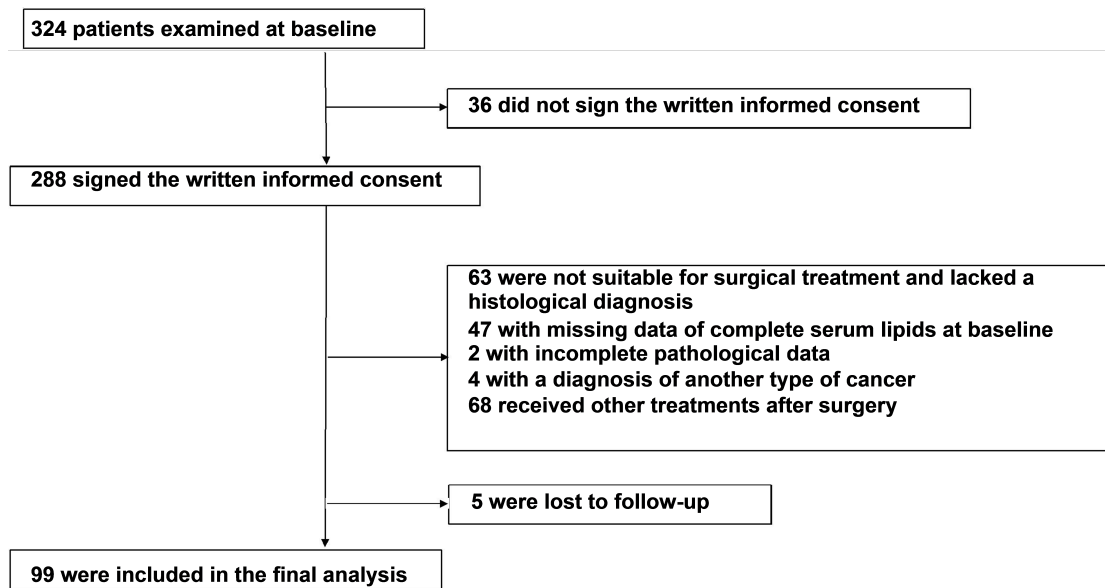 324 patients examined at baseline
36 did not sign the written informed consent
288 signed the written informed consent
63 were not suitable for surgical treatment and lacked a
histological diagnosis
47 with missing data of complete serum lipids at baseline
2 with incomplete pathological data
4 with a diagnosis of another type of cancer
68 received other treatments after surgery
5 were lost to follow-up
99 were included in the final analysis